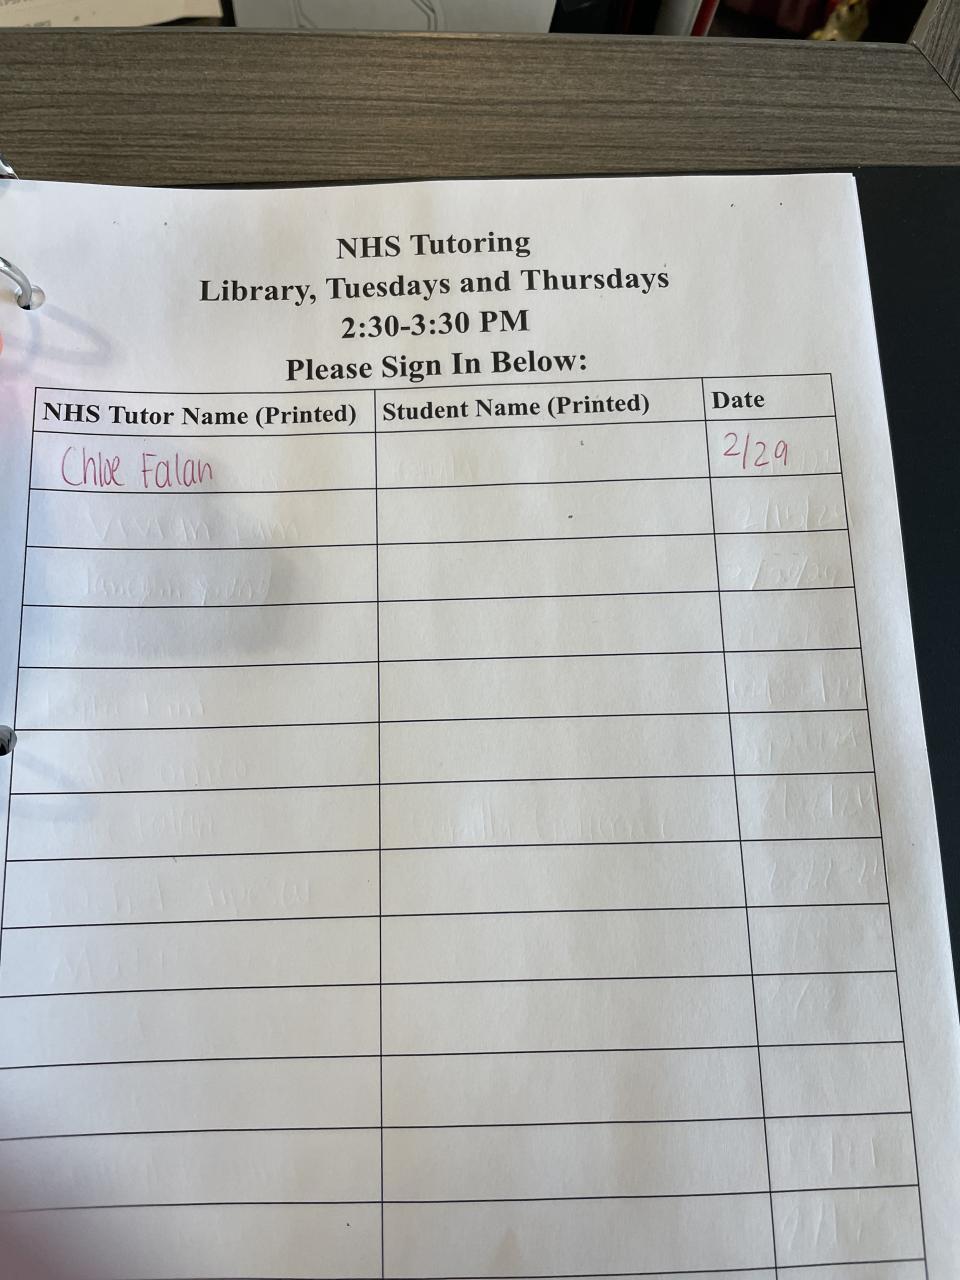 NHS Tutoring
Library, Tuesdays and Thursdays
2:30-3:30 PM
Please Sign In Below:
NHS Tutor Name (Printed) Student Name (Printed) Date
Chloe Falan 2/29